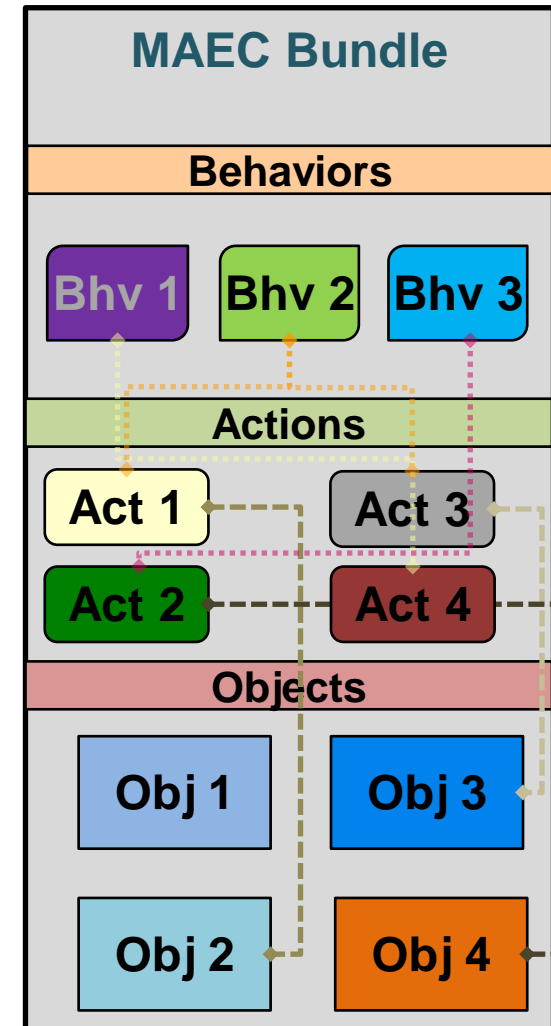 MAEC Bundle
Behaviors
Bhv 1 Bhv 2 Bhv 3
Actions
Act 1 Act 3
Act 2 Act 4
Objects
Obj 1 Obj 3
Obj 2 Obj 4